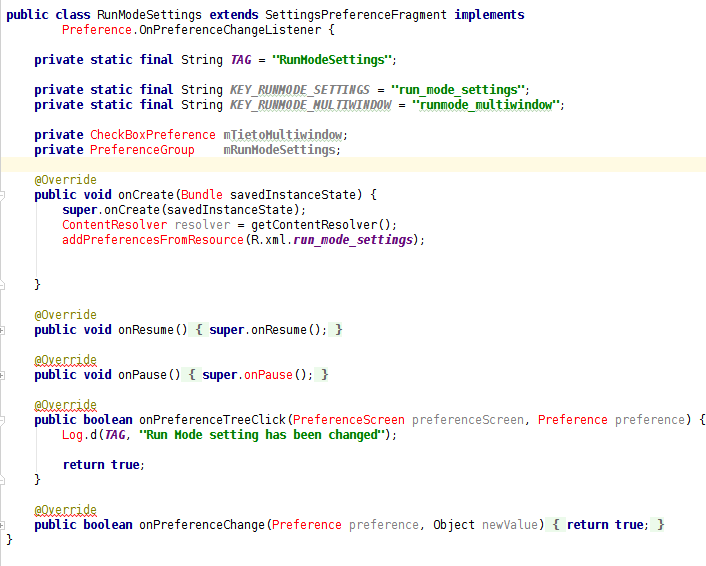 public class RunModeSettings extends SettingsPreferenceFragment implements
        Preference.OnPreferenceChangeListener {

    private static final String TAG = "RunModeSettings";

    private static final String KEY_RUNMODE_SETTINGS = "run_mode_settings";
    private static final String KEY_RUNMODE_MULTIWINDOW = "runmode_multiwindow";

    private CheckBoxPreference mTietoMultiwindow;
    private PreferenceGroup    mRunModeSettings;

    @Override
    public void onCreate(Bundle savedInstanceState) {
        super.onCreate(savedInstanceState);
        ContentResolver resolver = getContentResolver();
        addPreferencesFromResource(R.xml.run_mode_settings);


    }

    @Override
    public void onResume() { super.onResume(); }

    @Override
    public void onPause() { super.onPause(); }

    @Override
    public boolean onPreferenceTreeClick(PreferenceScreen preferenceScreen, Preference preference) {
        Log.d(TAG, "Run Mode setting has been changed");

        return true;
    }

    @Override
    public boolean onPreferenceChange(Preference preference, Object newValue) { return true; }
}